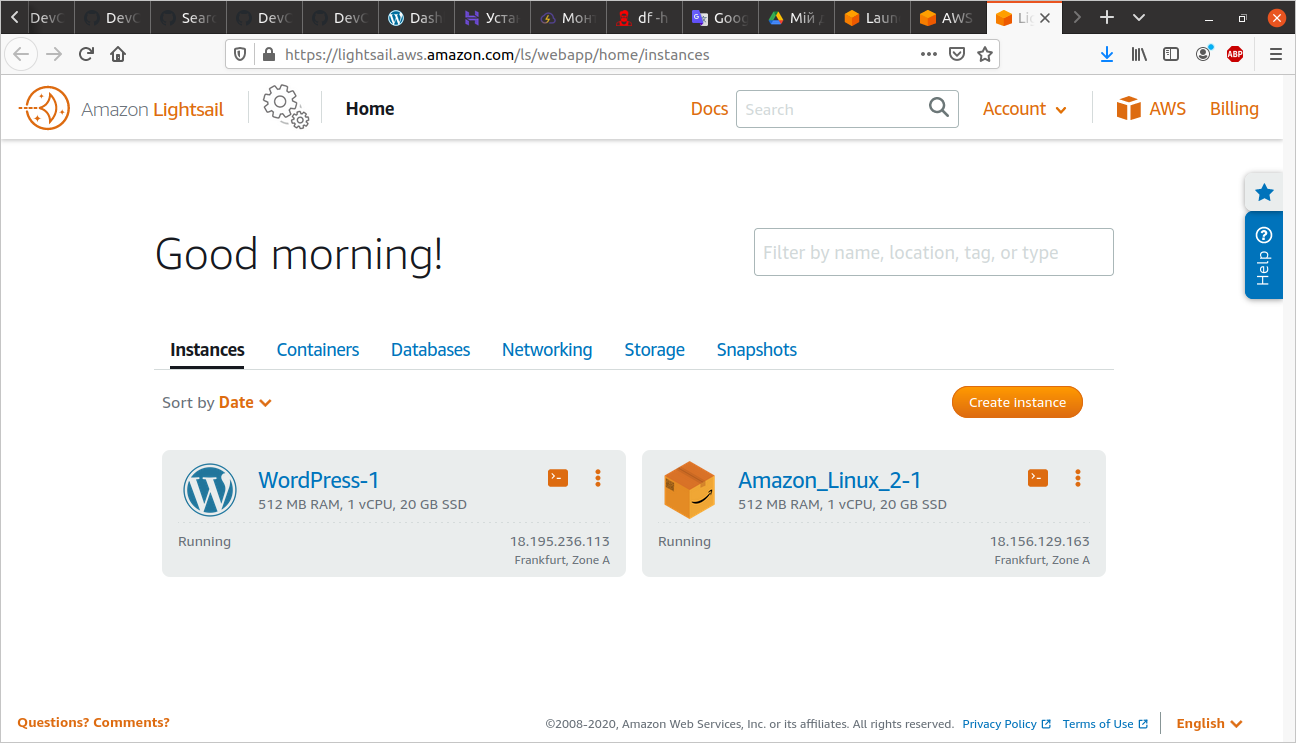 DevC DevC Sear DevC DevC Dash Уста Монт df -h Goog Мій Laun AWS Lig
https://lightsail.aws.amazon.com/ls/webapp/home/instances ABP
Amazon Lightsail Home Docs Search Account AWS Billing
Good morning!
Filter by name, location, tag, or type
Help
Instances Containers Databases Networking Storage Snapshots
Sort by Date Create instance
WordPress-1 Amazon_Linux_2-1
512 MB RAM, 1 vCPU, 20 GB SSD 512 MB RAM, 1 vCPU, 20 GB SSD
Running 18.195.236.113 Running 18.156.129.163
Frankfurt, Zone A Frankfurt, Zone A
Questions? Comments? ©2008-2020, Amazon Web Services, Inc. or its affiliates. All rights reserved. Privacy Policy Terms of Use English